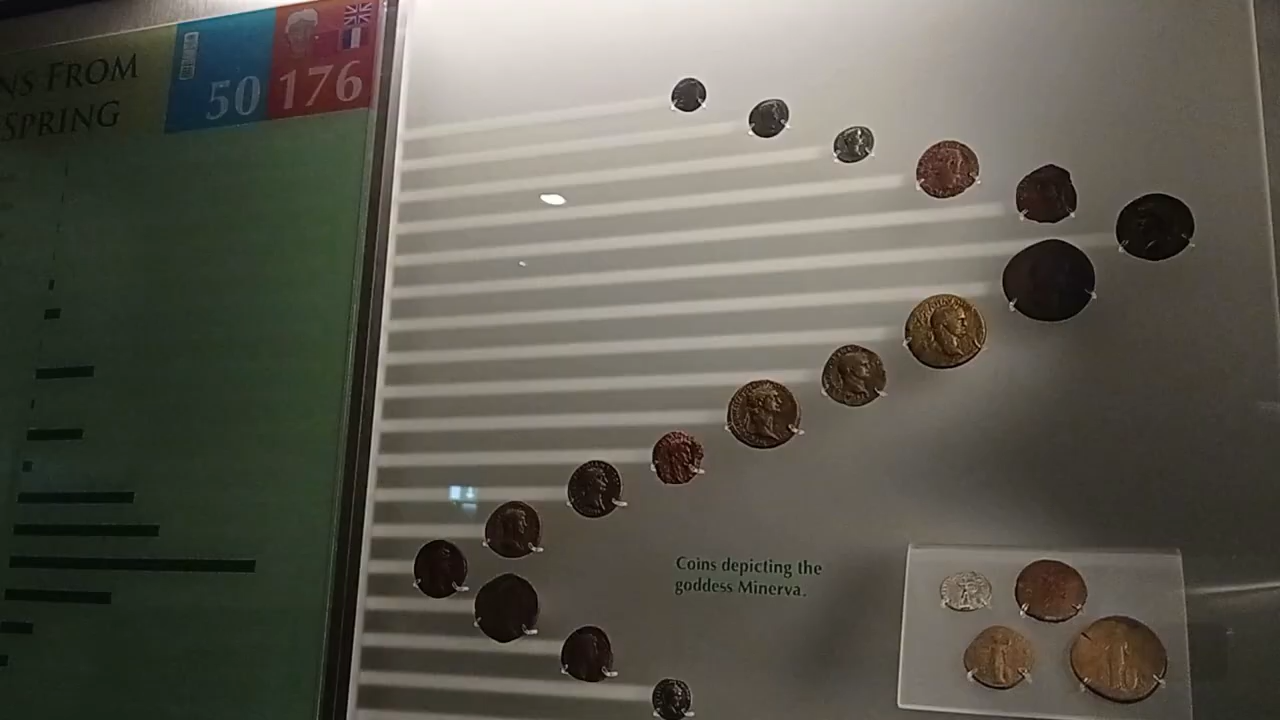 NS FROM
SPRING
50
176
Coins depicting the
goddess Minerva.